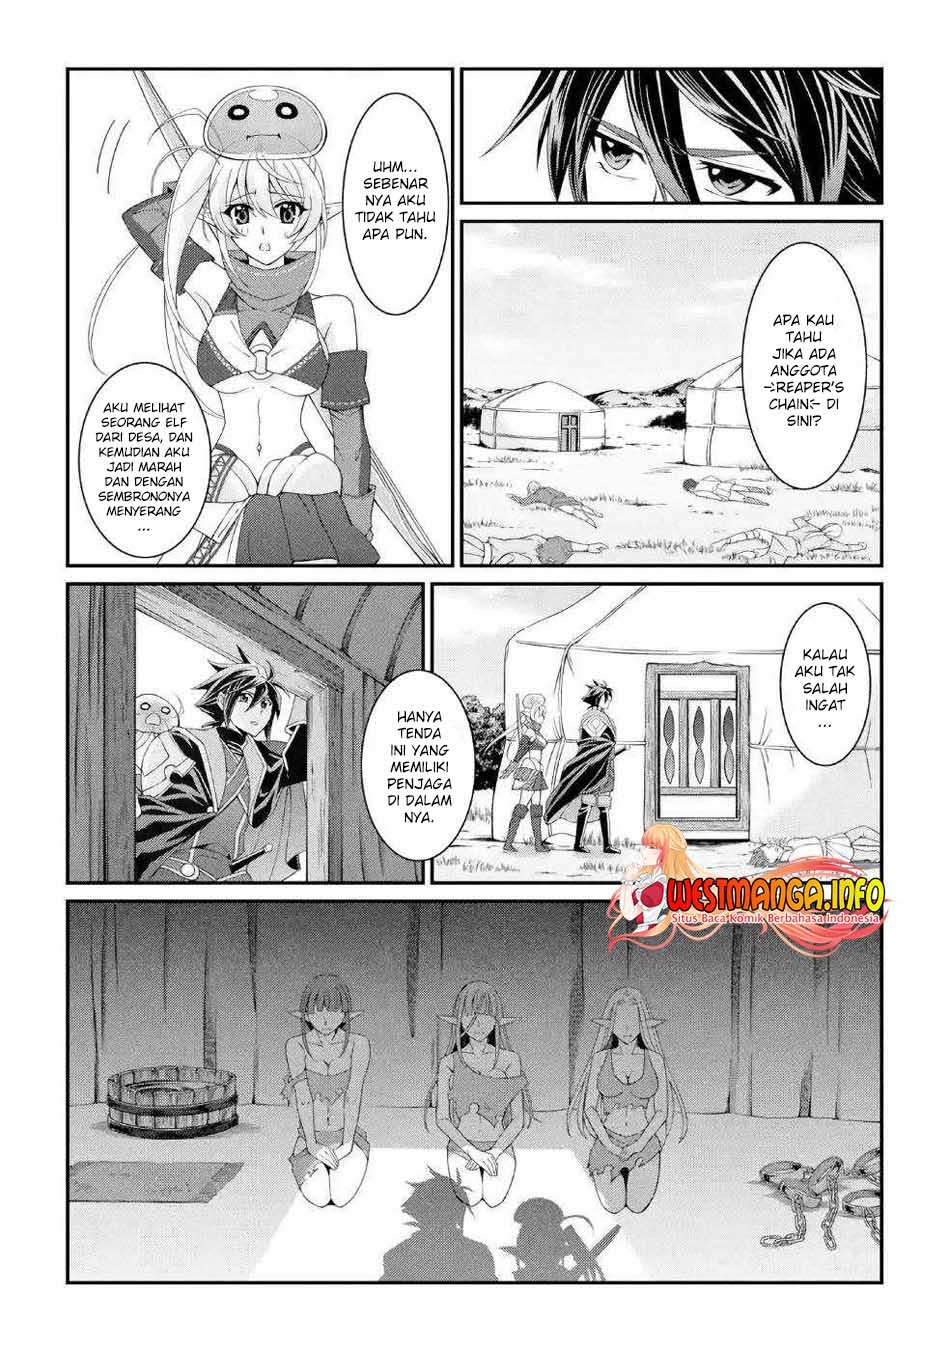 APA KAU
TAHU
JIKA ADA
ANGGOTA
-REAPER'S
CHAIN- DI
SINI?
UHM...
SEBENAR
NYA AKU
TIDAK TAHU
APA PUN.
AKU MELIHAT
SEORANG ELF
DARI DESA, DAN
KEMUDIAN AKU
JADI MARAH
DAN DENGAN
SEMBRONONYA
MENYERANG
...
KALAU
AKU TAK
SALAH
INGAT
...
HANYA
TENDA
INI YANG
MEMILIKI
PENJAGA
DI DALAM
NYA.
WESTMANGA.INFO
Situs Baca Komik Berbahasa Indonesia